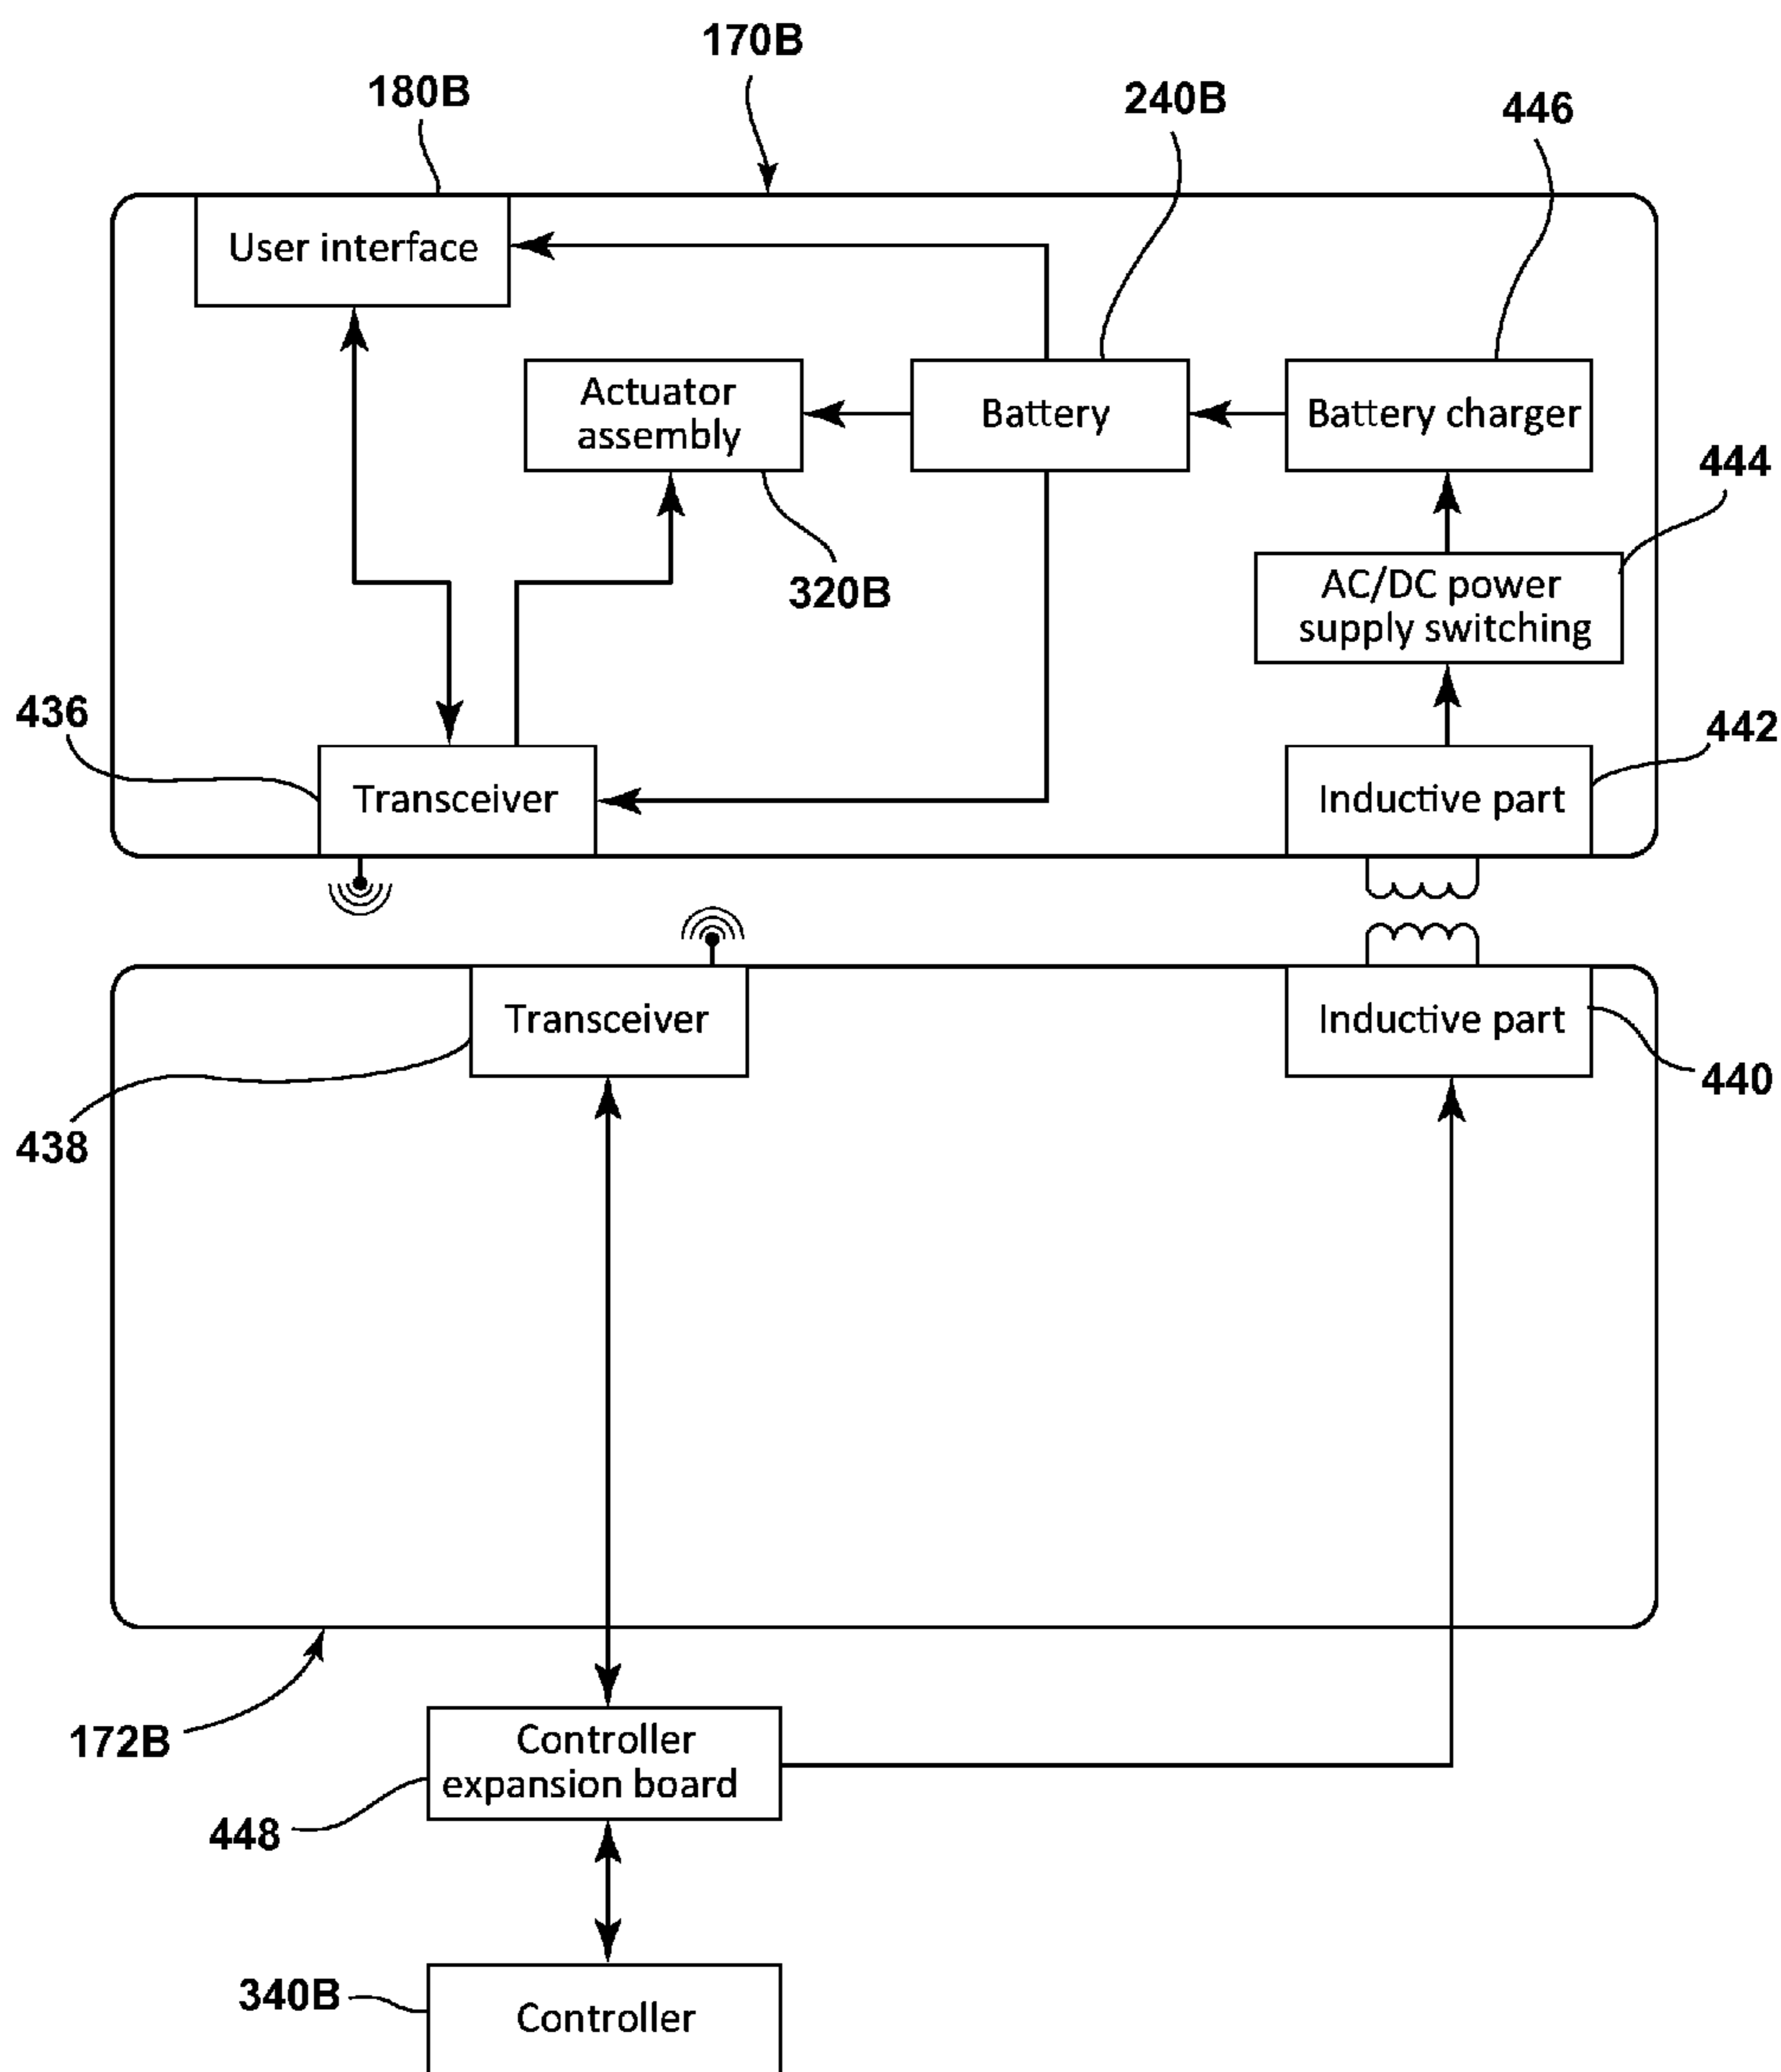 170B
180B
240B
446
User interface
Actuator
assembly
Battery
Battery charger
444
320B
AC/DC power
supply switching
436
442
Transceiver
Inductive part
Transceiver
Inductive part
440
438
172B
Controller
expansion board
448
340B
Controller